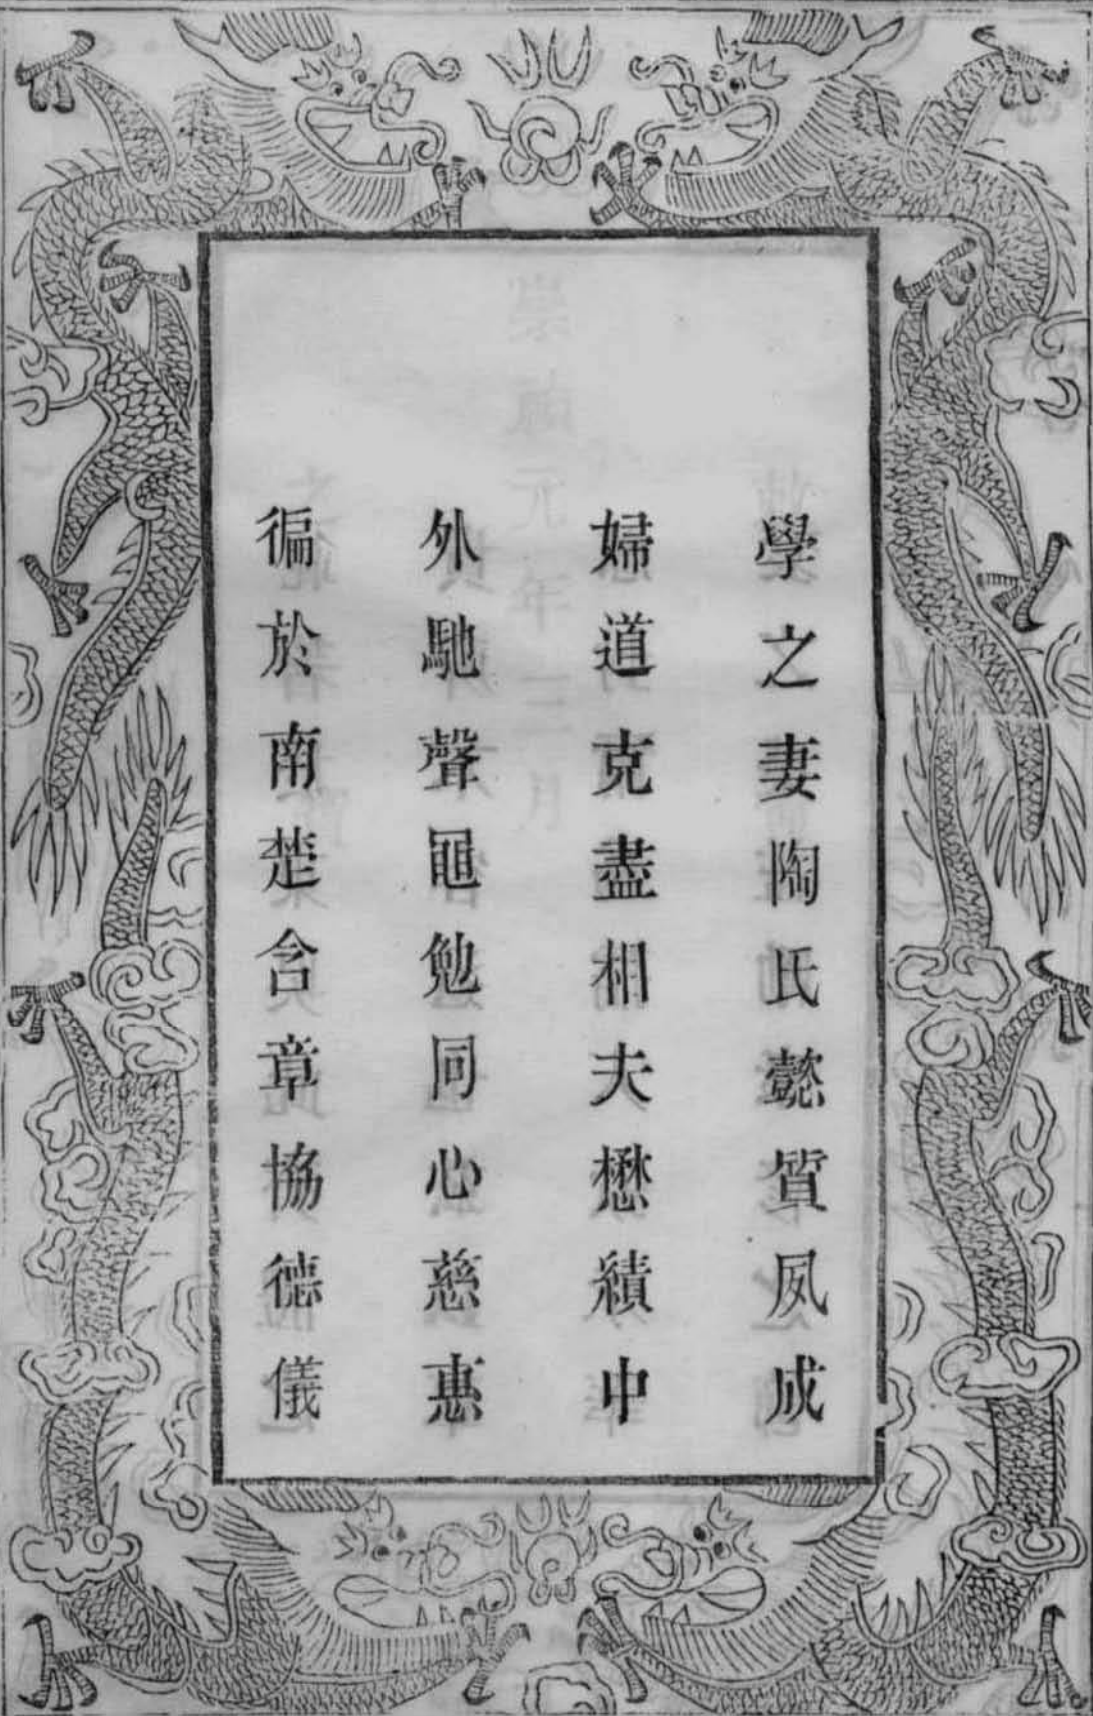 學之妻陶氏懿質夙成
婦道克盡相夫懋績中
外馳聲黽勉同心慈惠
徧於南楚含章協德儀